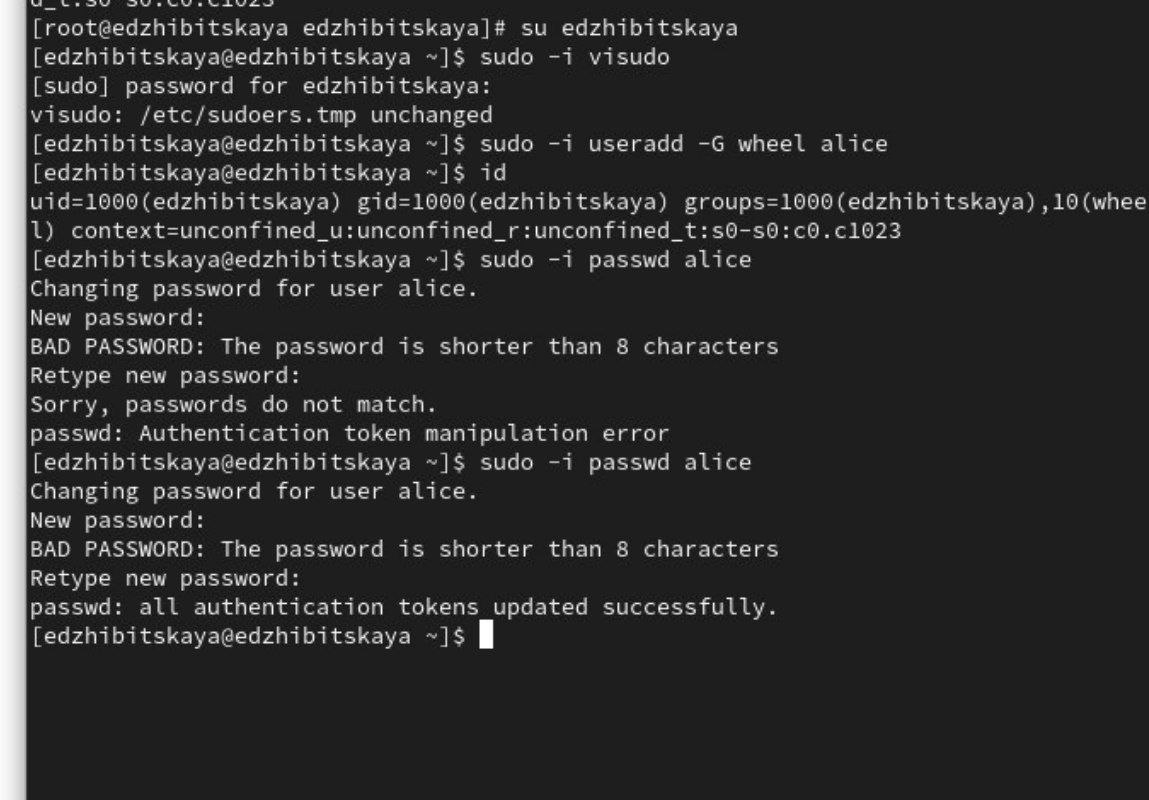 [root@edzhibitskaya edzhibitskaya]# su edzhibitskaya
[edzhibitskaya@edzhibitskaya ~]$ sudo -i visudo
[sudo] password for edzhibitskaya:
visudo: /etc/sudoers.tmp unchanged
[edzhibitskaya@edzhibitskaya ~]$ sudo -i useradd -G wheel alice
[edzhibitskaya@edzhibitskaya ~]$ id
uid=1000(edzhibitskaya) gid=1000(edzhibitskaya) groups=1000(edzhibitskaya),10(whee
l) context=unconfined_u:unconfined_r:unconfined_t:s0-s0:c0.c1023
[edzhibitskaya@edzhibitskaya ~]$ sudo -i passwd alice
Changing password for user alice.
New password:
BAD PASSWORD: The password is shorter than 8 characters
Retype new password:
Sorry, passwords do not match.
passwd: Authentication token manipulation error
[edzhibitskaya@edzhibitskaya ~]$ sudo -i passwd alice
Changing password for user alice.
New password:
BAD PASSWORD: The password is shorter than 8 characters
Retype new password:
passwd: all authentication tokens updated successfully.
[edzhibitskaya@edzhibitskaya ~]$